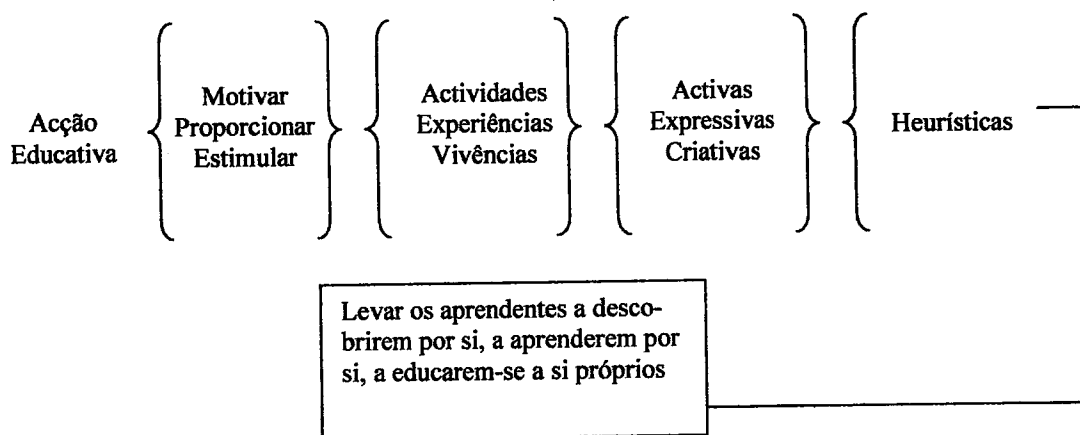 Acção
Educativa
Motivar
Proporcionar
Estimular
Actividades
Experiências
Vivências
Activas
Expressivas
Criativas
Heurísticas
Levar os aprendentes a desco-
brirem por si, a aprenderem por
si, a educarem-se a si próprios